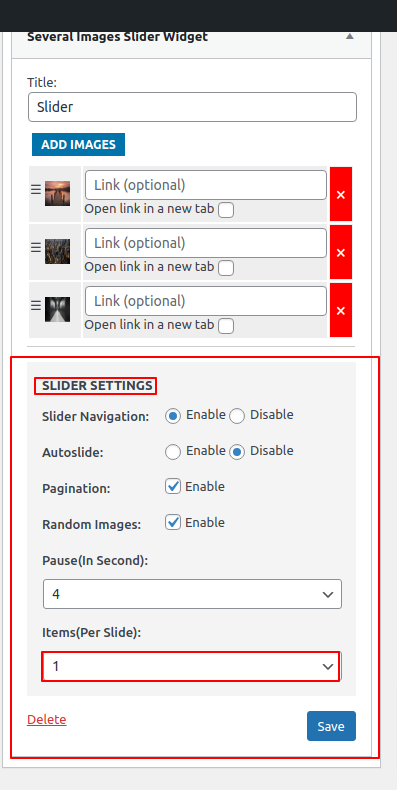 Several Images Slider Widget
Title:
Slider
ADD IMAGES
Link (optional)
Open link in a new tab
×
Link (optional)
Open link in a new tab
×
Link (optional)
Open link in a new tab
×
SLIDER SETTINGS
Slider Navigation: Enable Disable
Autoslide: Enable Disable
Pagination: Enable
Random Images: Enable
Pause(In Second):
4
Items(Per Slide):
1
Delete Save